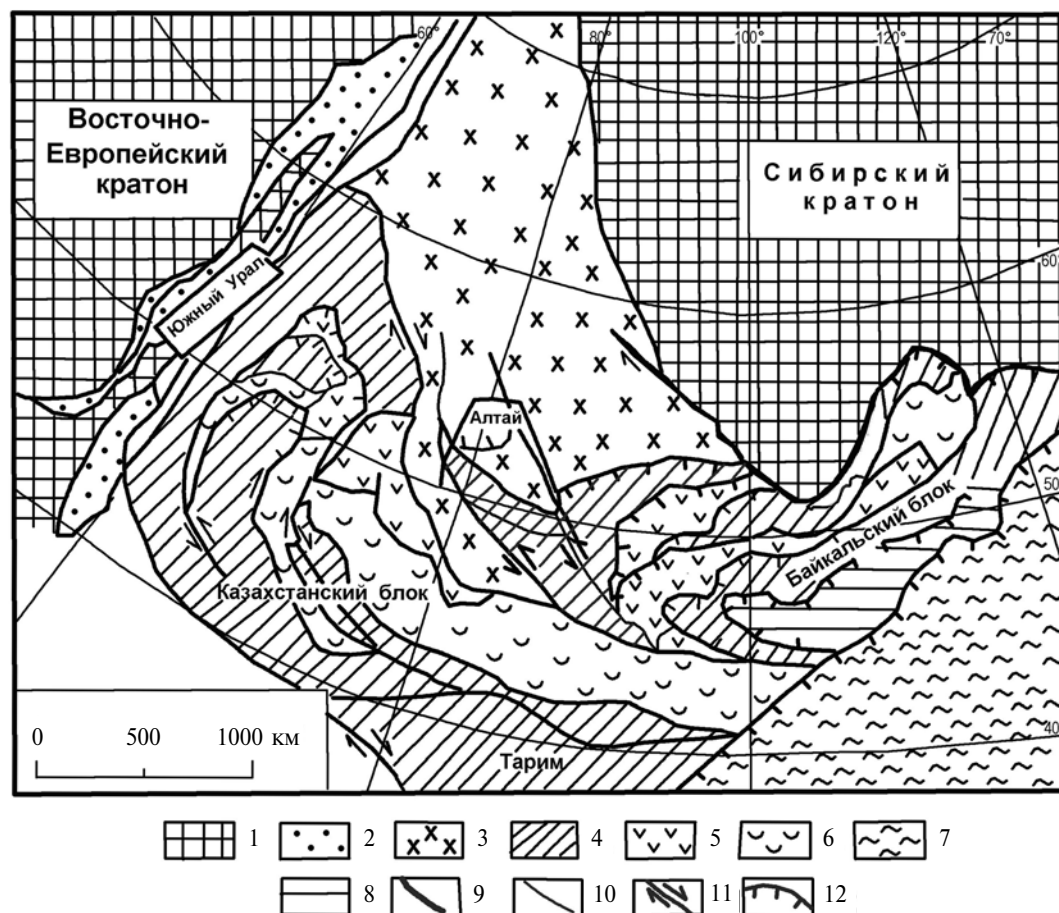 60°
80°
100°
120°
70°
Восточно-
Европейский
кратон
Сибирский
кратон
60°
Южный Урал
Алтай
50
Байкальский блок
Казахстанский блок
40
Тарим
0 500 1000 км
1 2 3 4 5 6 7
8 9 10 11 12